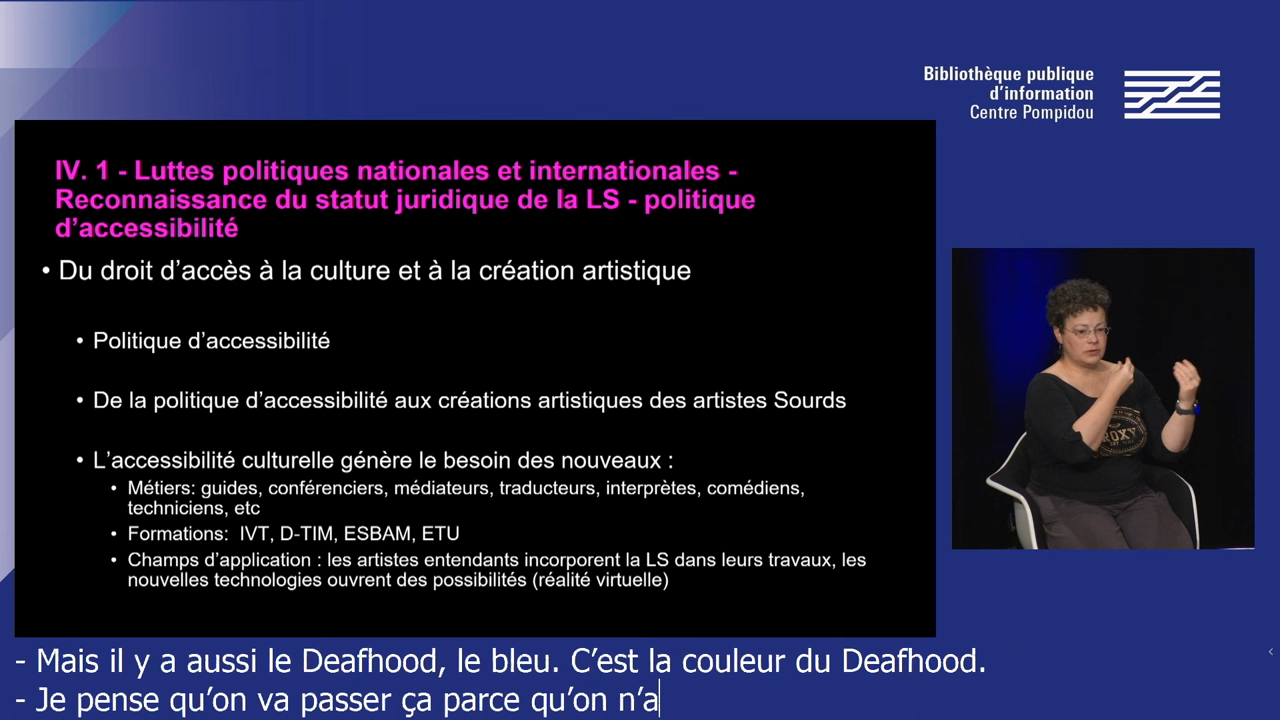 Bibliothèque publique
d'information
Centre Pompidou
IV. 1 - Luttes politiques nationales et internationales -
Reconnaissance du statut juridique de la LS - politique
d'accessibilité
• Du droit d'accès à la culture et à la création artistique
• Politique d'accessibilité
• De la politique d'accessibilité aux créations artistiques des artistes Sourds
• L'accessibilité culturelle génère le besoin des nouveaux :
• Métiers: guides, conférenciers, médiateurs, traducteurs, interprètes, comédiens,
techniciens, etc
• Formations: IVT, D-TIM, ESBAM, ETU
• Champs d'application : les artistes entendants incorporent la LS dans leurs travaux, les
nouvelles technologies ouvrent des possibilités (réalité virtuelle)
ROXY
- Mais il y a aussi le Deafhood, le bleu. C'est la couleur du Deafhood.
- Je pense qu'on va passer ça parce qu'on n'a